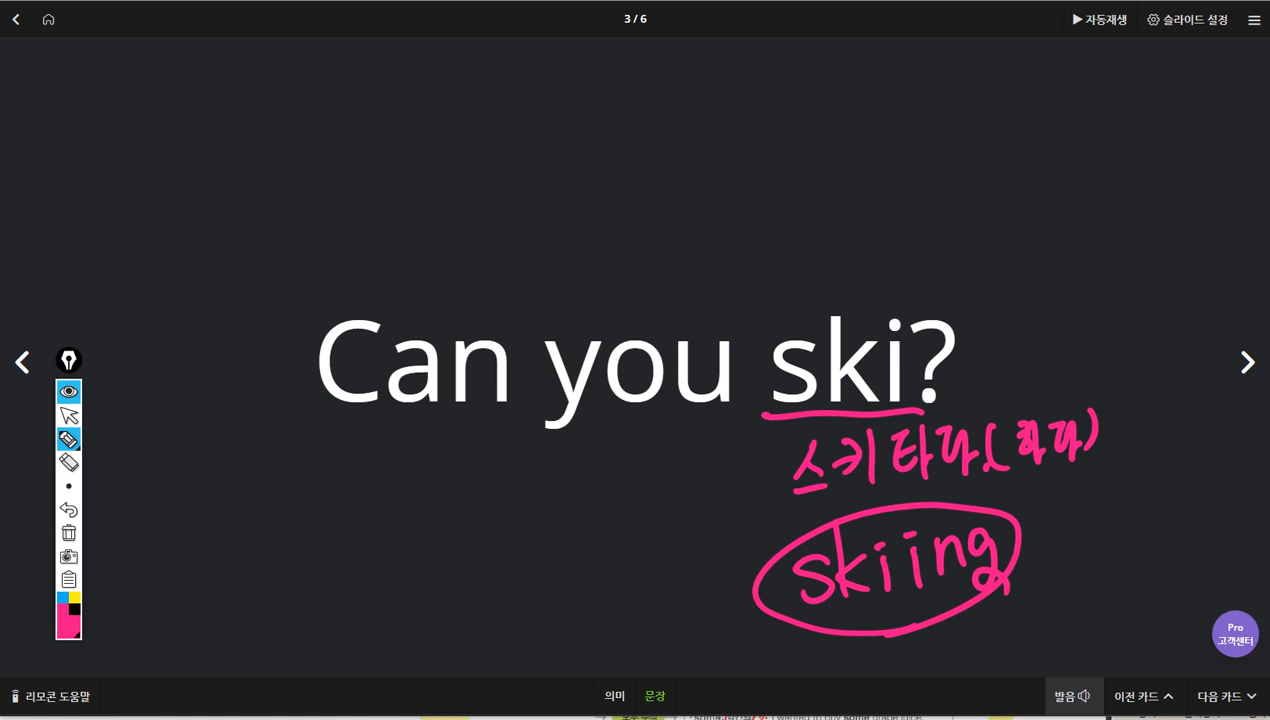 3 / 6
자동재생
슬라이드 설정
Can you ski?
스키 타다 (하다)
skiing
Pro
고객센터
리모콘 도움말
의미
문장
발음
이전 카드
다음 카드